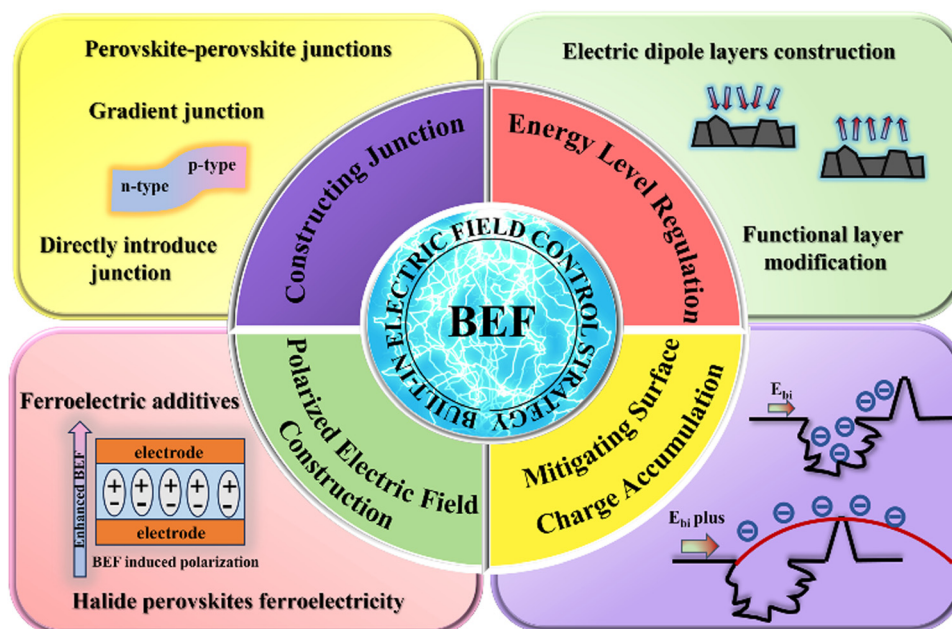 Perovskite-perovskite junctions
Gradient junction
n-type
p-type
Directly introduce
junction
Electric dipole layers construction
Functional layer
modification
Constructing Junction
Energy Level Regulation
BUILT-IN ELECTRIC FIELD CONTROL STRATEGY
BEF
Polarized Electric Field
Construction
Mitigating Surface
Charge Accumulation
Ferroelectric additives
Enhanced BEF
electrode
+ + + + +
- - - - -
electrode
BEF induced polarization
Halide perovskites ferroelectricity
E_bi
E_bi plus